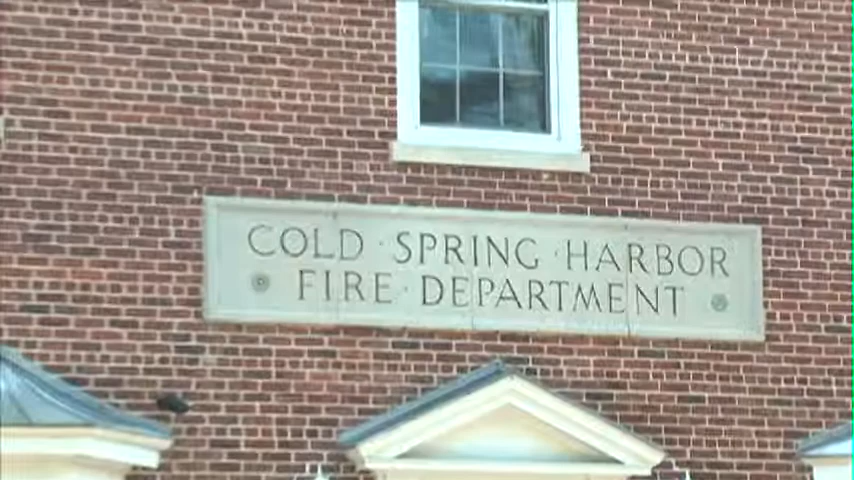 COLD · SPRING · HARBOR
FIRE · DEPARTMENT